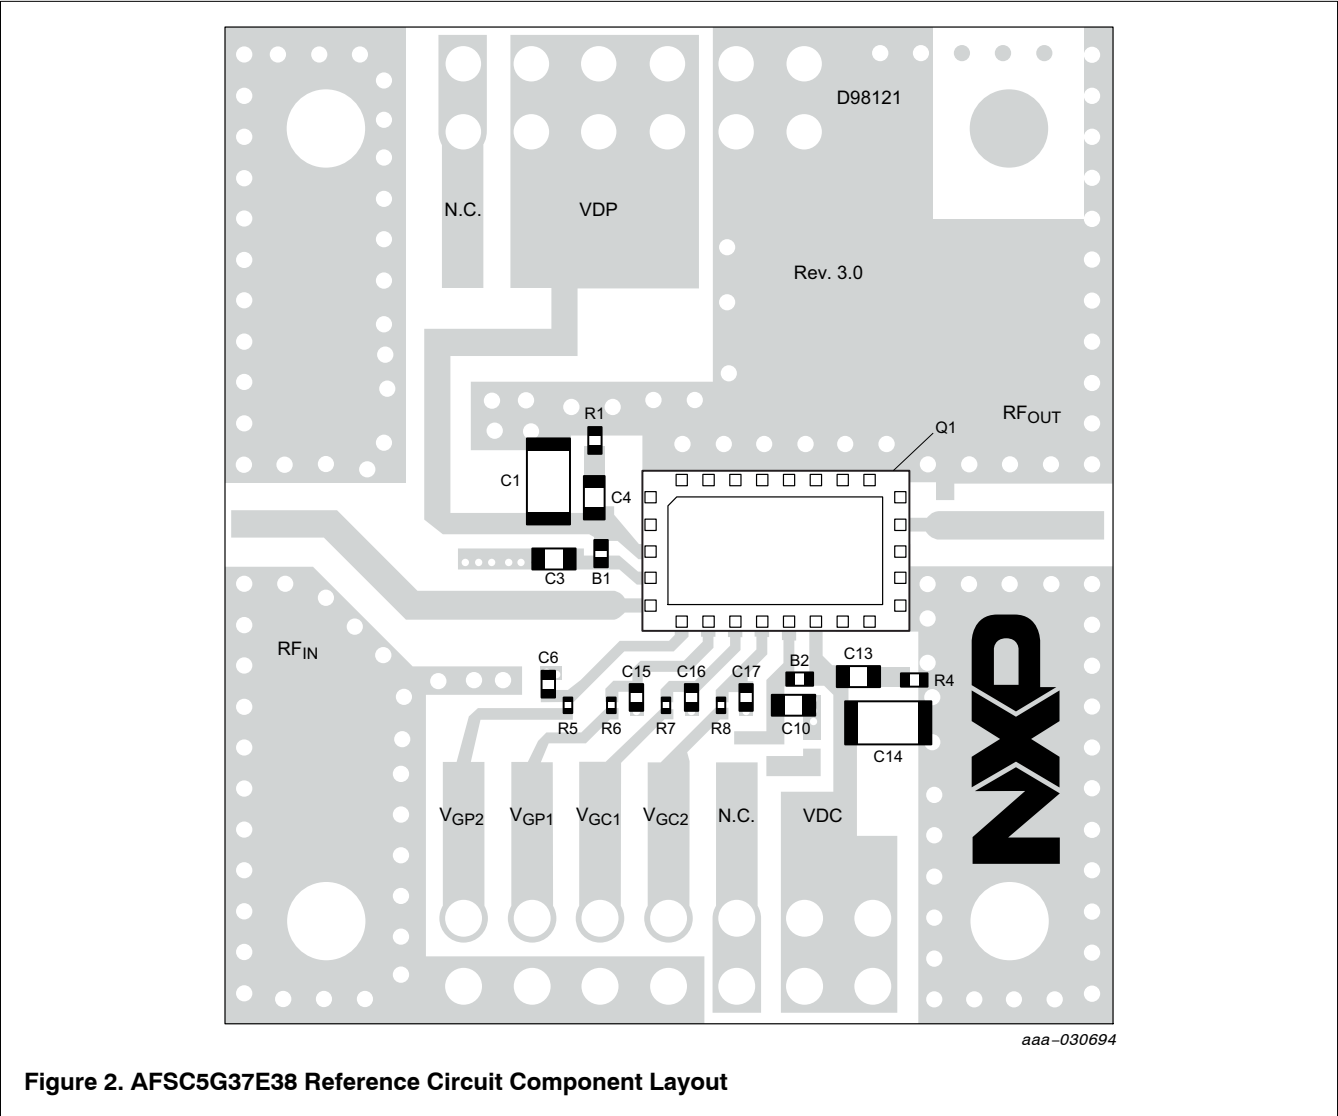 D98121
N.C.
VDP
Rev. 3.0
R1
RFOUT
Q1
C1
C4
C3
B1
RFIN
C6
C15
C16
C17
B2
C13
R4
R5
R6
R7
R8
C10
C14
VGP2
VGP1
VGC1
VGC2
N.C.
VDC
NXP
aaa–030694
Figure 2. AFSC5G37E38 Reference Circuit Component Layout